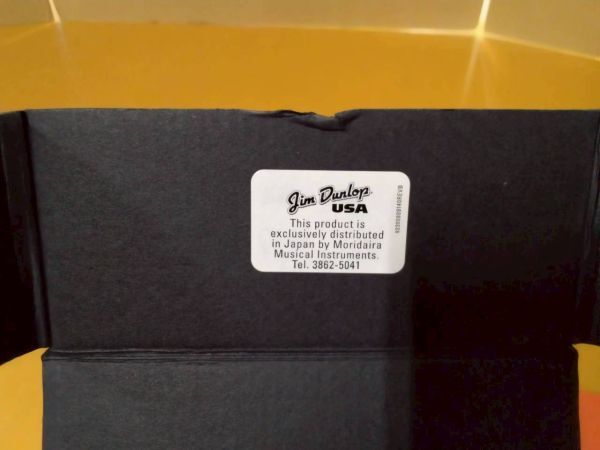 Jim Dunlop
USA
This product is
exclusively distributed
in Japan by Moridaira
Musical Instruments.
Tel. 3862-5041